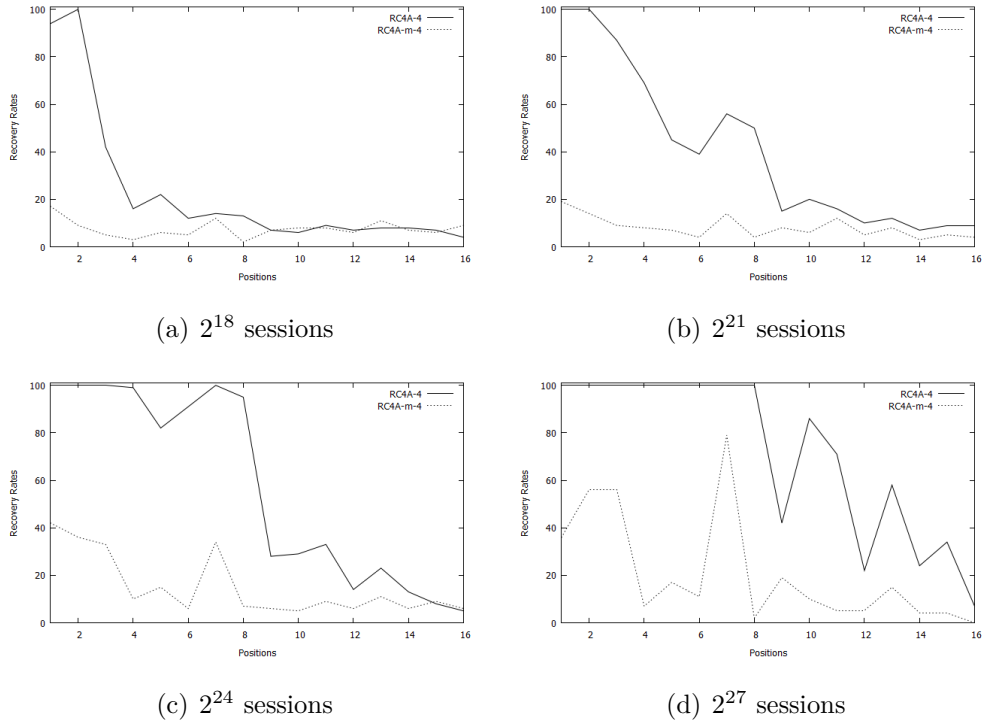 100
80
60
40
20
0
Recovery Rates
RC4A-4
RC4A-m-4
2 4 6 8 10 12 14 16
Positions
(a) 2^18 sessions
100
80
60
40
20
0
Recovery Rates
RC4A-4
RC4A-m-4
2 4 6 8 10 12 14 16
Positions
(b) 2^21 sessions
100
80
60
40
20
0
Recovery Rates
RC4A-4
RC4A-m-4
2 4 6 8 10 12 14 16
Positions
(c) 2^24 sessions
100
80
60
40
20
0
Recovery Rates
RC4A-4
RC4A-m-4
2 4 6 8 10 12 14 16
Positions
(d) 2^27 sessions